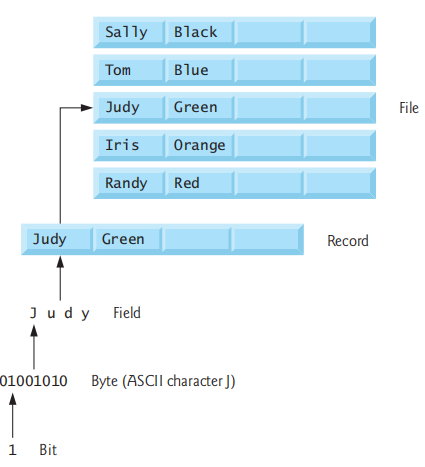 Sally Black
Tom Blue
Judy Green File
Iris Orange
Randy Red
Judy Green Record
J u d y Field
01001010 Byte (ASCII character J)
1 Bit